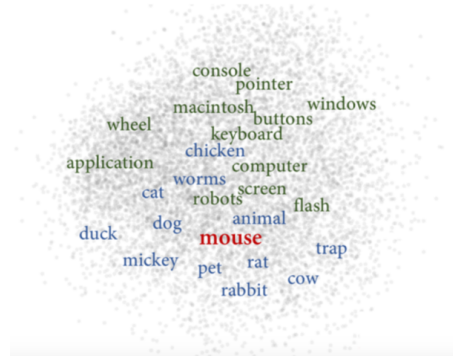 console
pointer
macintosh
windows
buttons
wheel
keyboard
chicken
application
computer
worms
cat
screen
robots
flash
animal
dog
duck
mouse
trap
mickey
pet
rat
cow
rabbit